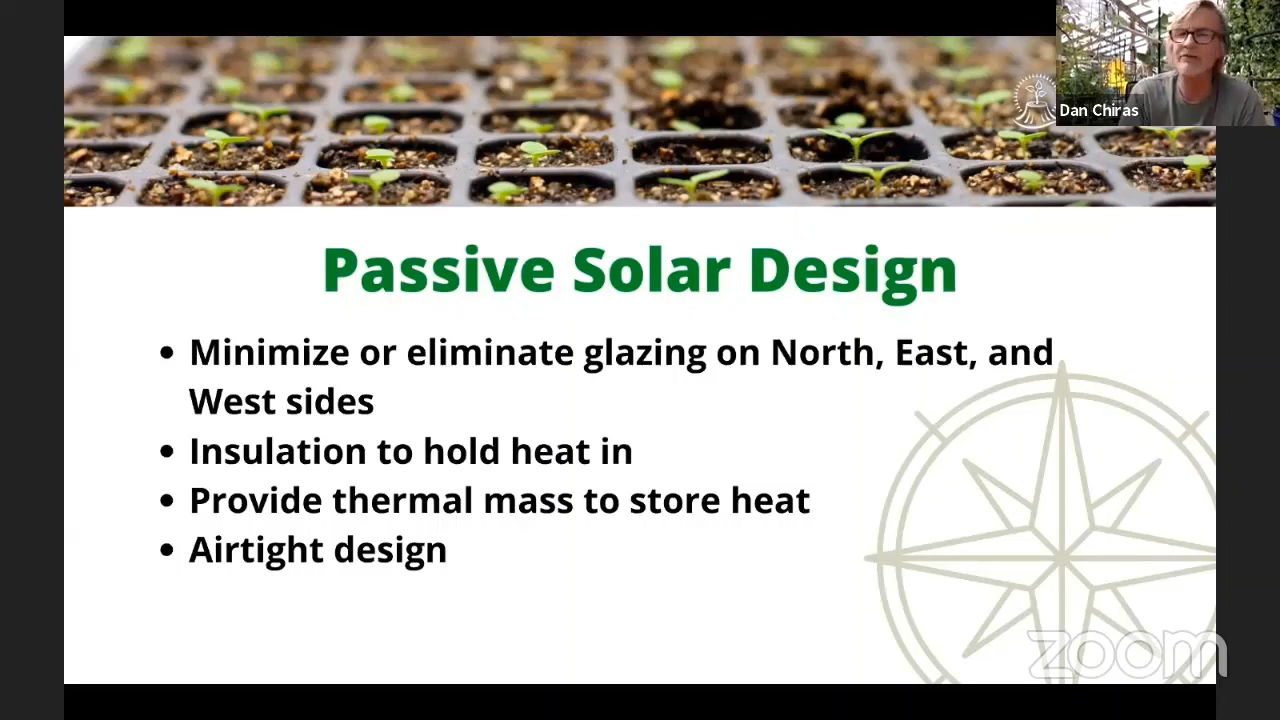 Dan Chiras
Passive Solar Design
• Minimize or eliminate glazing on North, East, and
West sides
• Insulation to hold heat in
• Provide thermal mass to store heat
• Airtight design
zoom